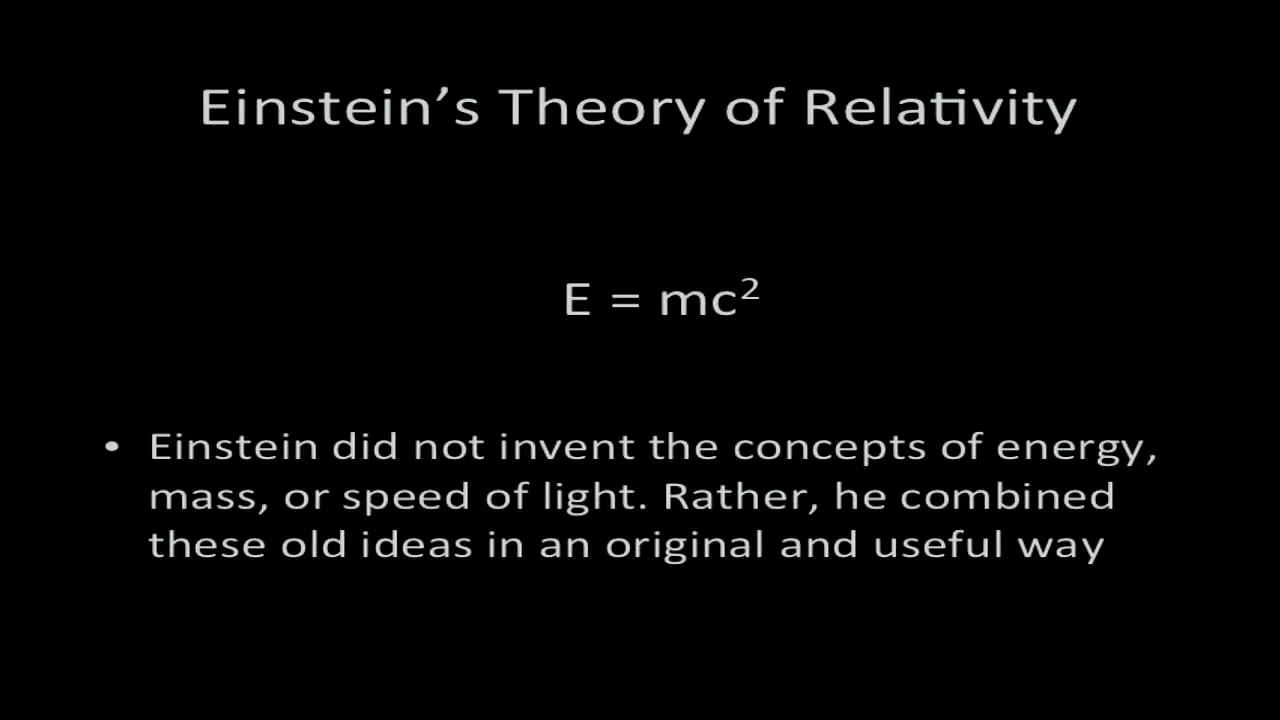 Einstein’s Theory of Relativity
E = mc²
• Einstein did not invent the concepts of energy,
mass, or speed of light. Rather, he combined
these old ideas in an original and useful way